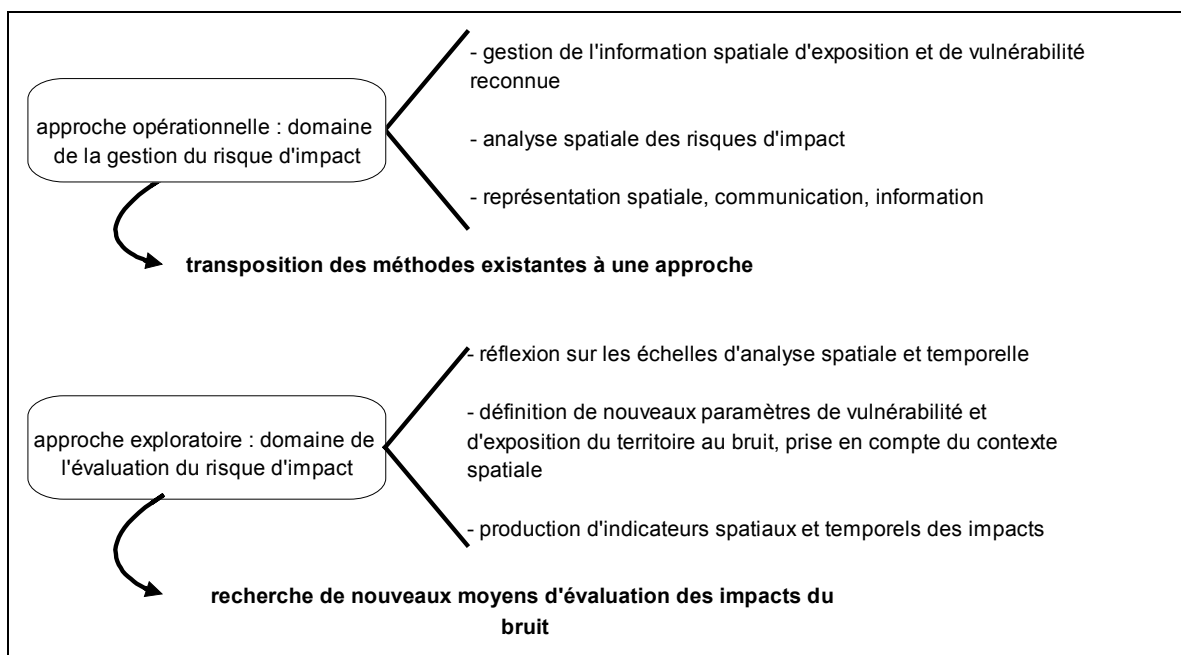 - gestion de l'information spatiale d'exposition et de vulnérabilité
reconnue
approche opérationnelle : domaine
de la gestion du risque d'impact
- analyse spatiale des risques d'impact
- représentation spatiale, communication, information
transposition des méthodes existantes à une approche
- réflexion sur les échelles d'analyse spatiale et temporelle
- définition de nouveaux paramètres de vulnérabilité et
d'exposition du territoire au bruit, prise en compte du contexte
spatiale
approche exploratoire : domaine de
l'évaluation du risque d'impact
- production d'indicateurs spatiaux et temporels des impacts
recherche de nouveaux moyens d'évaluation des impacts du
bruit